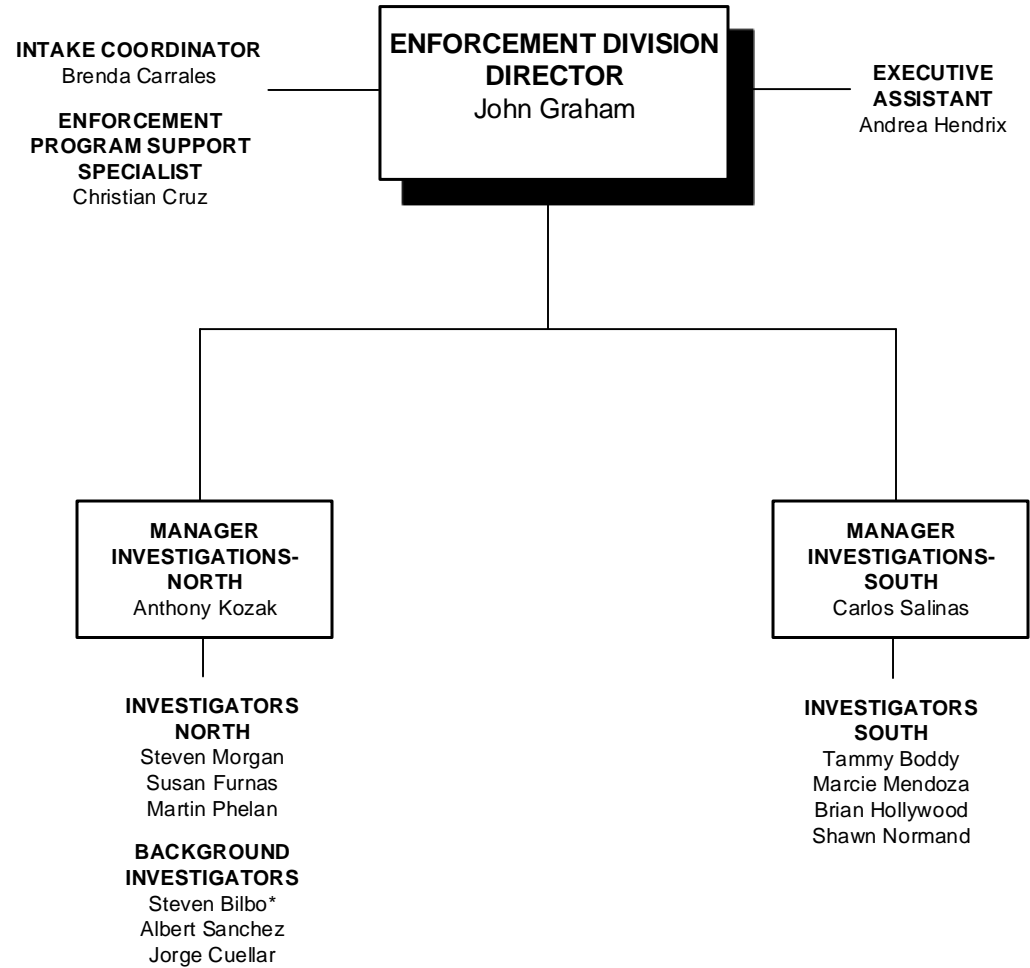 INTAKE COORDINATOR
Brenda Carrales
ENFORCEMENT
PROGRAM SUPPORT
SPECIALIST
Christian Cruz
ENFORCEMENT DIVISION
DIRECTOR
John Graham
EXECUTIVE
ASSISTANT
Andrea Hendrix
MANAGER
INVESTIGATIONS-
NORTH
Anthony Kozak
INVESTIGATORS
NORTH
Steven Morgan
Susan Furnas
Martin Phelan
BACKGROUND
INVESTIGATORS
Steven Bilbo*
Albert Sanchez
Jorge Cuellar
MANAGER
INVESTIGATIONS-
SOUTH
Carlos Salinas
INVESTIGATORS
SOUTH
Tammy Boddy
Marcie Mendoza
Brian Hollywood
Shawn Normand